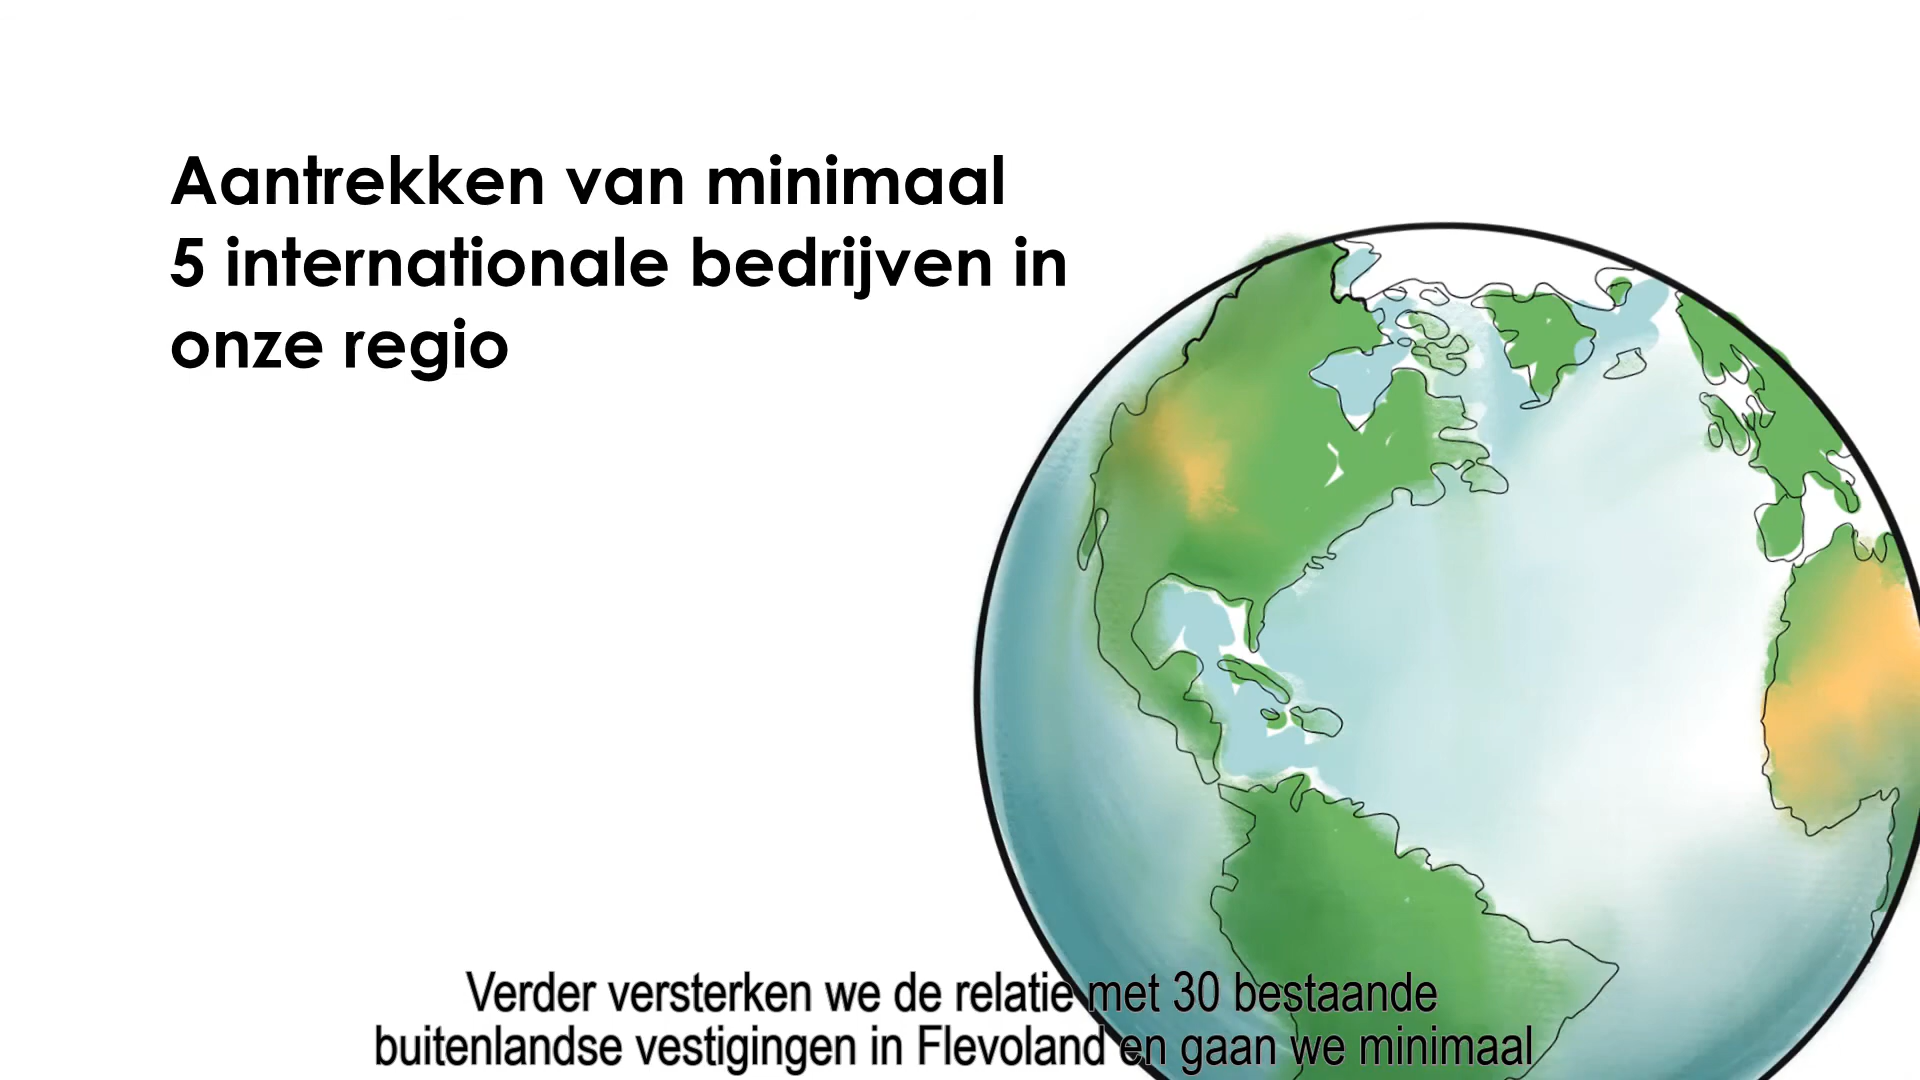 Aantrekken van minimaal
5 internationale bedrijven in
onze regio
Verder versterken we de relatie met 30 bestaande
buitenlandse vestigingen in Flevoland en gaan we minimaal